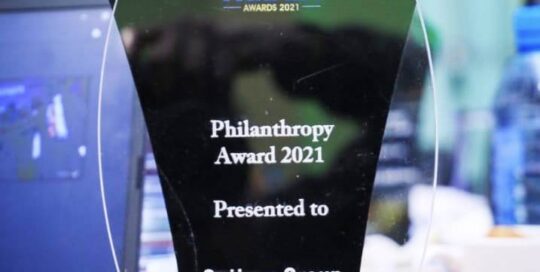 AWARDS 2021
Philanthropy
Award 2021
Presented to